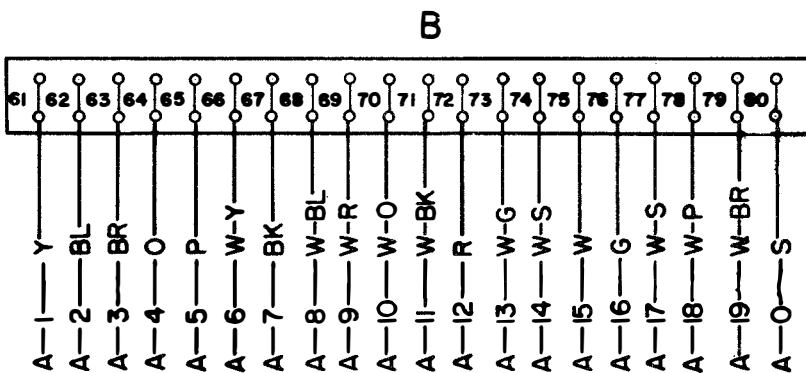 B
61 62 63 64 65 66 67 68 69 70 71 72 73 74 75 76 77 78 79 80
A—1—Y
A—2—BL
A—3—BR
A—4—O
A—5—P
A—6—W-Y
A—7—BK
A—8—W-BL
A—9—W-R
A—10—W-O
A—11—W-BK
A—12—R
A—13—W-G
A—14—W-S
A—15—W
A—16—G
A—17—W-S
A—18—W-P
A—19—W-BR
A—0—S